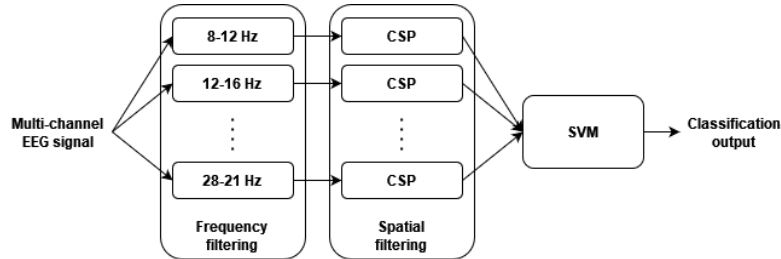 8-12 Hz
CSP
12-16 Hz
CSP
Multi-channel
EEG signal
SVM
Classification
output
28-21 Hz
CSP
Frequency
filtering
Spatial
filtering